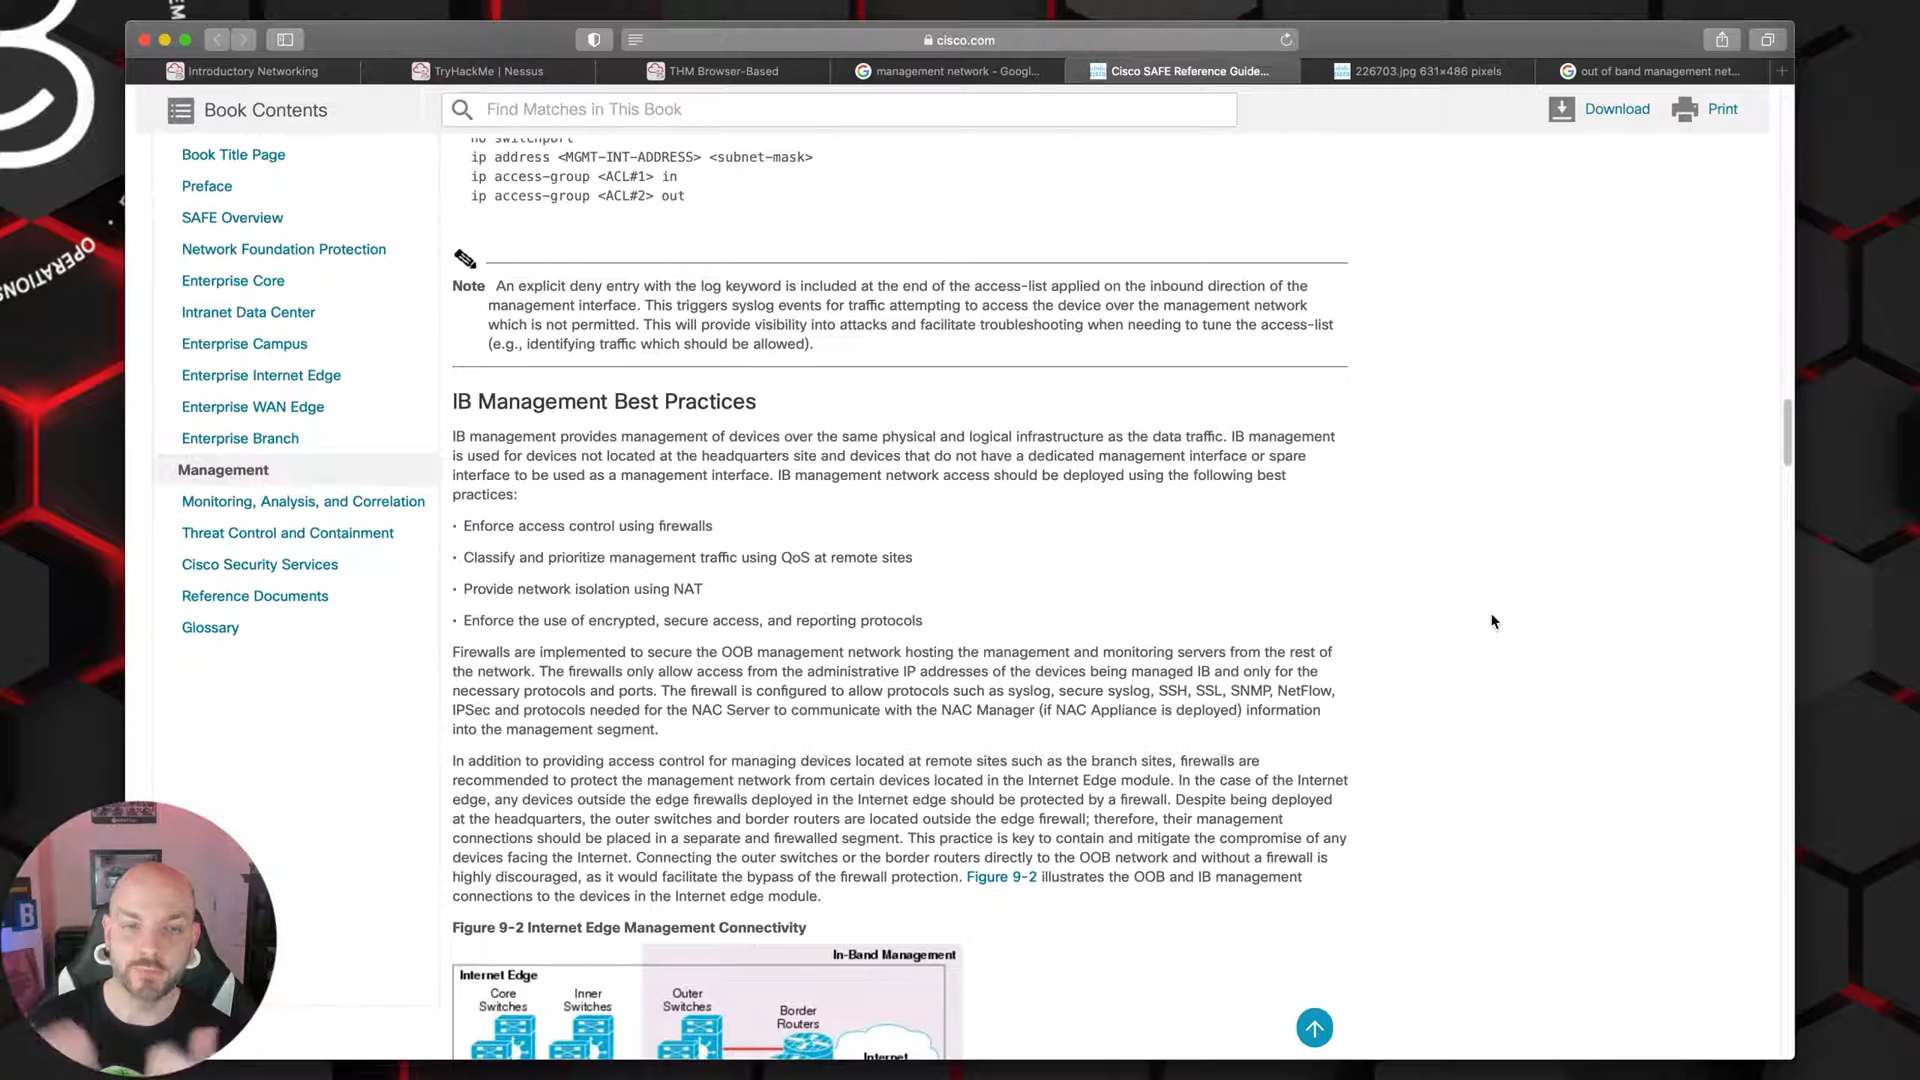 OPERATIONS
cisco.com
Introductory Networking
TryHackMe | Nessus
THM Browser-Based
management network - Googl...
Cisco SAFE Reference Guide...
226703.jpg 631×486 pixels
out of band management net...
Book Contents
Find Matches in This Book
Download
Print
Book Title Page
Preface
SAFE Overview
Network Foundation Protection
Enterprise Core
Intranet Data Center
Enterprise Campus
Enterprise Internet Edge
Enterprise WAN Edge
Enterprise Branch
Management
Monitoring, Analysis, and Correlation
Threat Control and Containment
Cisco Security Services
Reference Documents
Glossary
no switchport
ip address <MGMT-INT-ADDRESS> <subnet-mask>
ip access-group <ACL#1> in
ip access-group <ACL#2> out
Note An explicit deny entry with the log keyword is included at the end of the access-list applied on the inbound direction of the
management interface. This triggers syslog events for traffic attempting to access the device over the management network
which is not permitted. This will provide visibility into attacks and facilitate troubleshooting when needing to tune the access-list
(e.g., identifying traffic which should be allowed).
IB Management Best Practices
IB management provides management of devices over the same physical and logical infrastructure as the data traffic. IB management
is used for devices not located at the headquarters site and devices that do not have a dedicated management interface or spare
interface to be used as a management interface. IB management network access should be deployed using the following best
practices:
· Enforce access control using firewalls
· Classify and prioritize management traffic using QoS at remote sites
· Provide network isolation using NAT
· Enforce the use of encrypted, secure access, and reporting protocols
Firewalls are implemented to secure the OOB management network hosting the management and monitoring servers from the rest of
the network. The firewalls only allow access from the administrative IP addresses of the devices being managed IB and only for the
necessary protocols and ports. The firewall is configured to allow protocols such as syslog, secure syslog, SSH, SSL, SNMP, NetFlow,
IPSec and protocols needed for the NAC Server to communicate with the NAC Manager (if NAC Appliance is deployed) information
into the management segment.
In addition to providing access control for managing devices located at remote sites such as the branch sites, firewalls are
recommended to protect the management network from certain devices located in the Internet Edge module. In the case of the Internet
edge, any devices outside the edge firewalls deployed in the Internet edge should be protected by a firewall. Despite being deployed
at the headquarters, the outer switches and border routers are located outside the edge firewall; therefore, their management
connections should be placed in a separate and firewalled segment. This practice is key to contain and mitigate the compromise of any
devices facing the Internet. Connecting the outer switches or the border routers directly to the OOB network and without a firewall is
highly discouraged, as it would facilitate the bypass of the firewall protection. Figure 9-2 illustrates the OOB and IB management
connections to the devices in the Internet edge module.
Figure 9-2 Internet Edge Management Connectivity
In-Band Management
Internet Edge
Core
Switches
Inner
Switches
Outer
Switches
Border
Routers
Internet